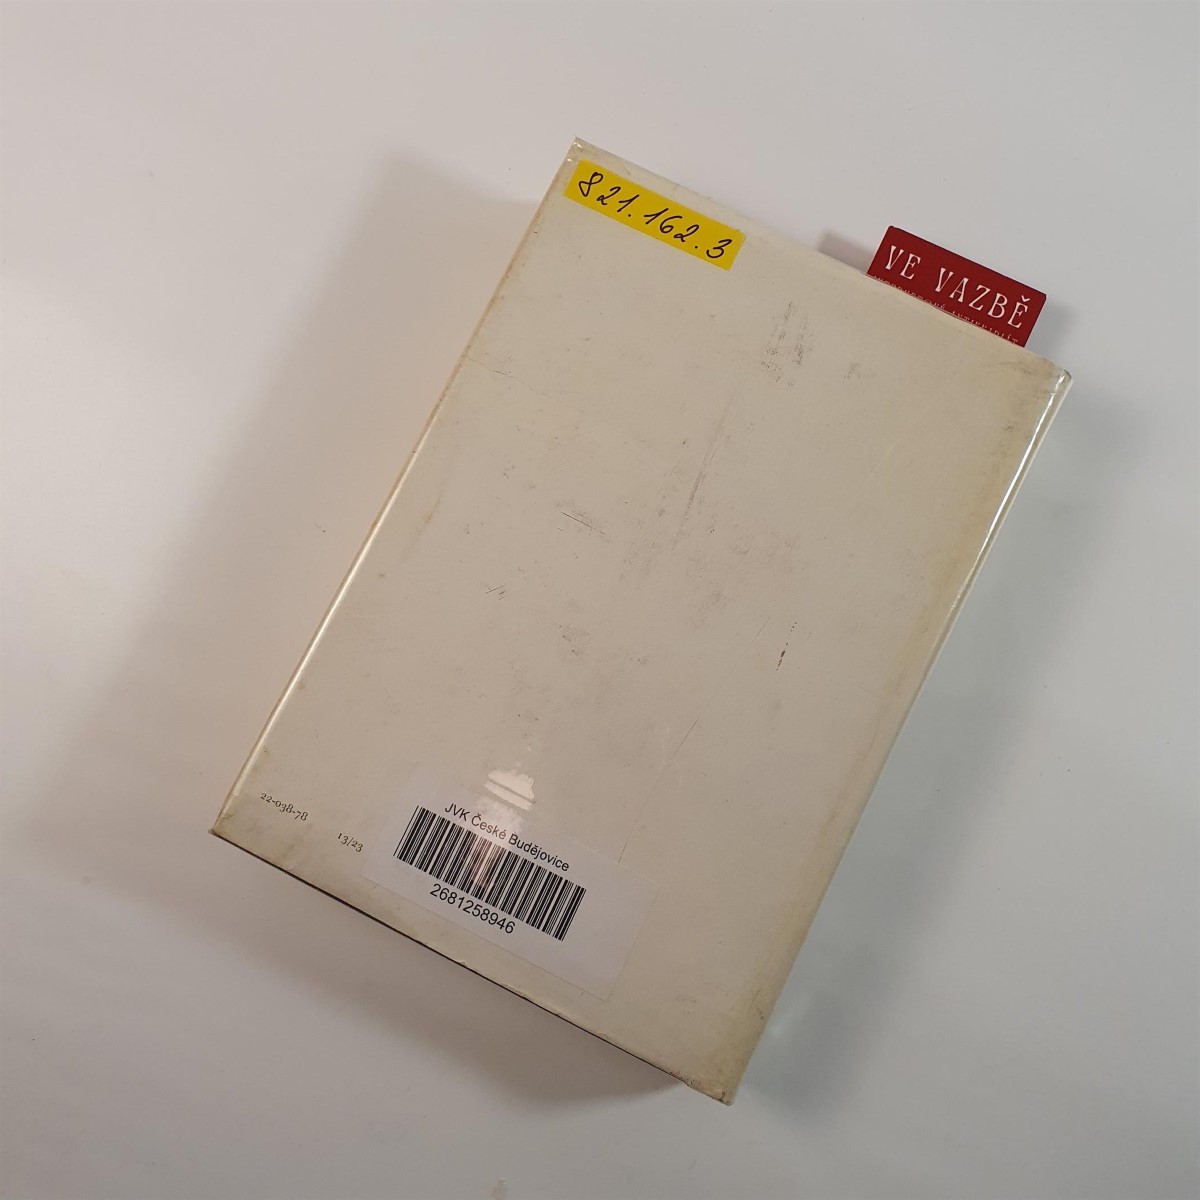 821.162.3
VE VAZBĚ
22-038-78
13/23
JVK České Budějovice
2681258946